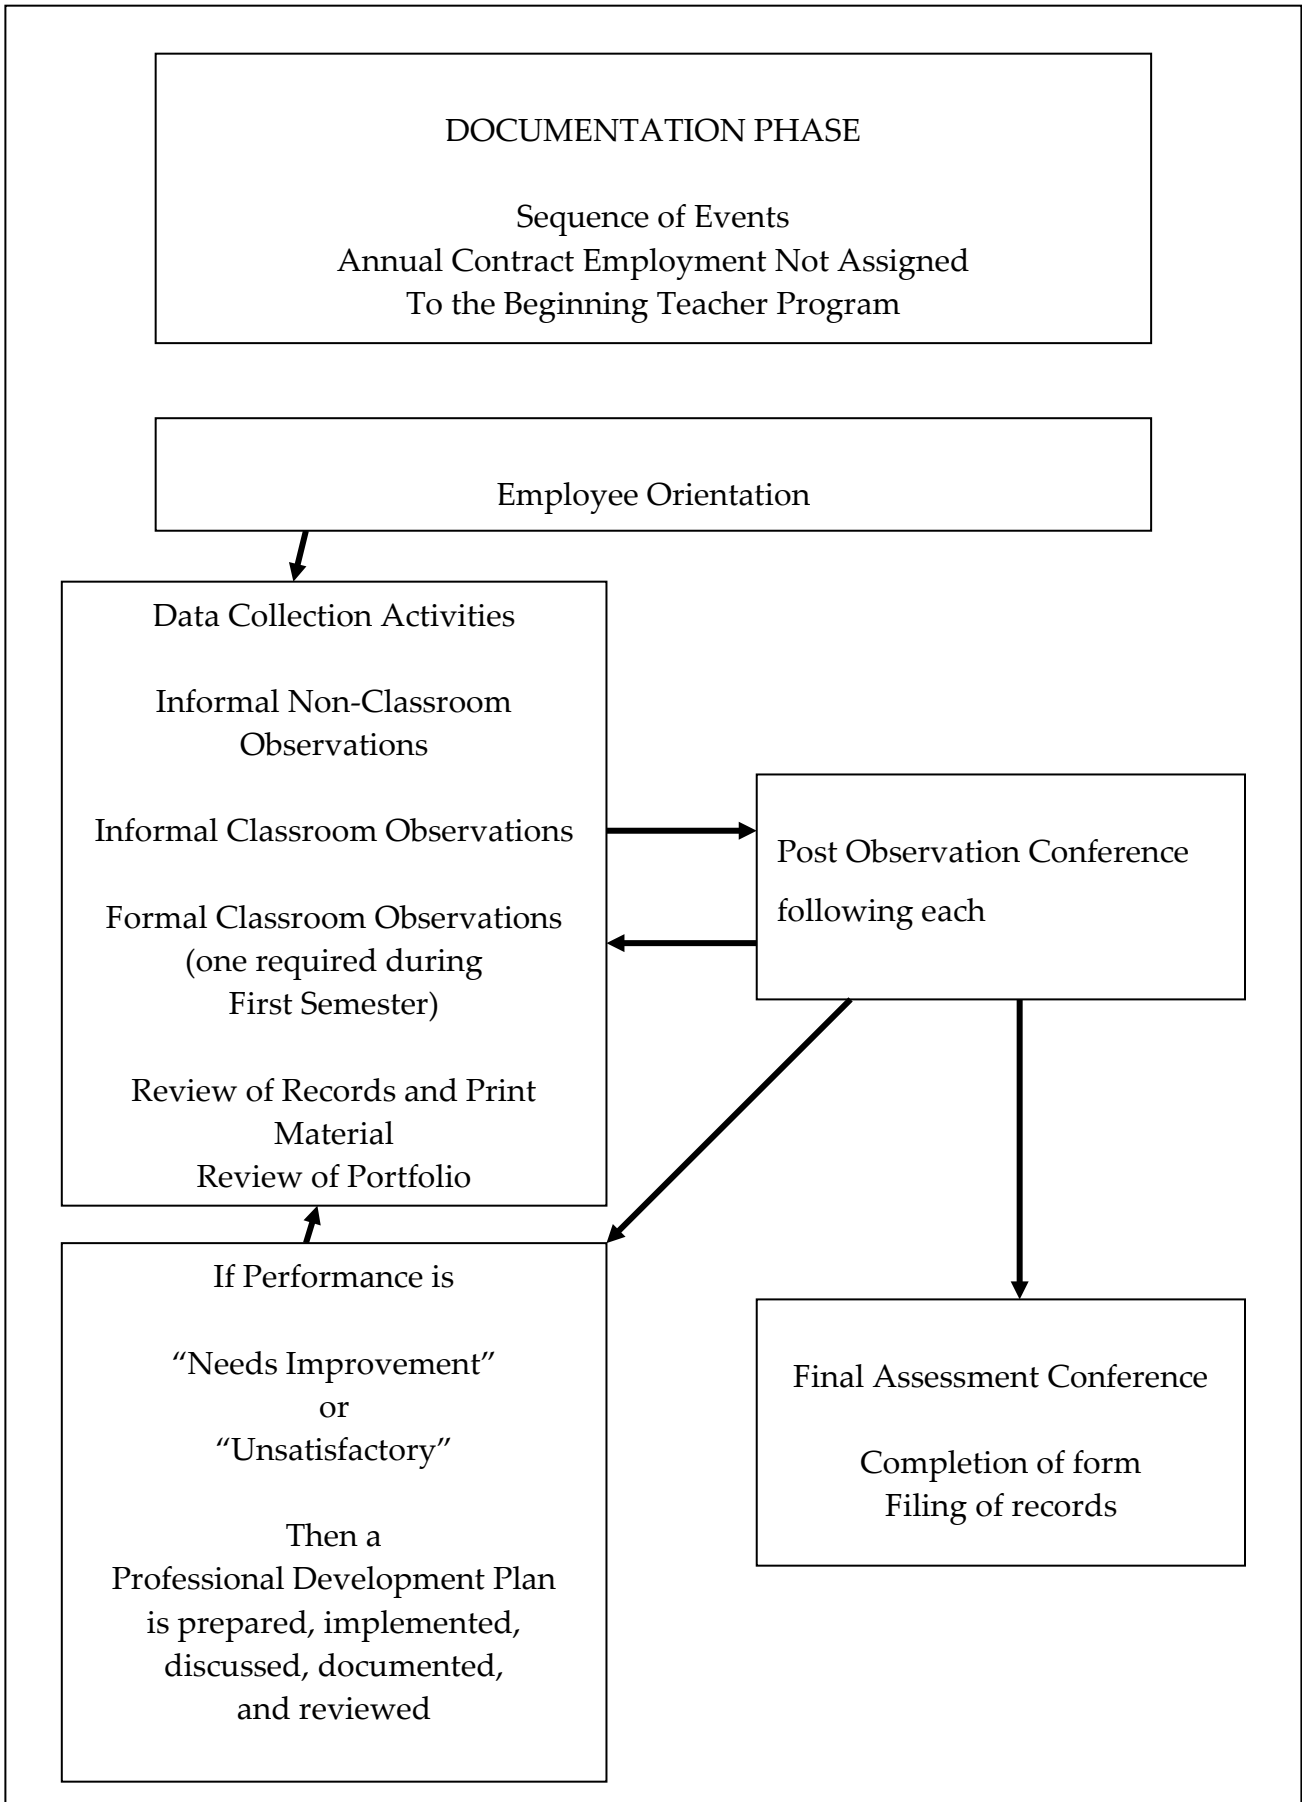 DOCUMENTATION PHASE
Sequence of Events
Annual Contract Employment Not Assigned
To the Beginning Teacher Program
Employee Orientation
Data Collection Activities
Informal Non-Classroom
Observations
Informal Classroom Observations
Formal Classroom Observations
(one required during
First Semester)
Review of Records and Print
Material
Review of Portfolio
Post Observation Conference
following each
If Performance is
“Needs Improvement”
or
“Unsatisfactory”
Then a
Professional Development Plan
is prepared, implemented,
discussed, documented,
and reviewed
Final Assessment Conference
Completion of form
Filing of records